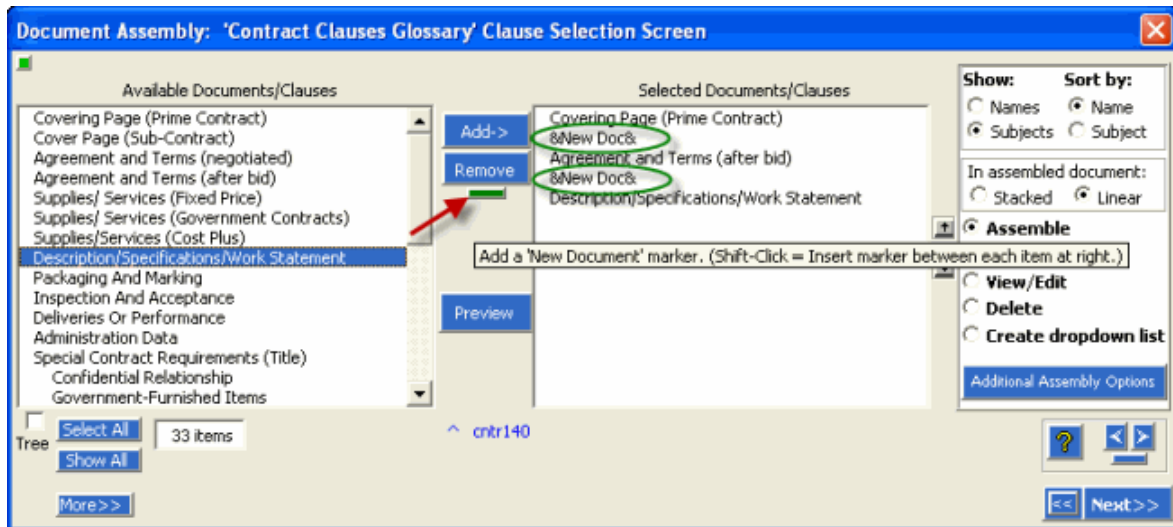 Document Assembly: 'Contract Clauses Glossary' Clause Selection Screen
Available Documents/Clauses
Covering Page (Prime Contract)
Cover Page (Sub-Contract)
Agreement and Terms (negotiated)
Agreement and Terms (after bid)
Supplies/ Services (Fixed Price)
Supplies/ Services (Government Contracts)
Supplies/Services (Cost Plus)
Description/Specifications/Work Statement
Packaging And Marking
Inspection And Acceptance
Deliveries Or Performance
Administration Data
Special Contract Requirements (Title)
Confidential Relationship
Government-Furnished Items
Add->
Remove
Preview
Selected Documents/Clauses
Covering Page (Prime Contract)
&New Doc&
Agreement and Terms (after bid)
&New Doc&
Description/Specifications/Work Statement
Add a 'New Document' marker. (Shift-Click = Insert marker between each item at right.)
Show: Sort by:
Names Name
Subjects Subject
In assembled document:
Stacked Linear
Assemble
View/Edit
Delete
Create dropdown list
Additional Assembly Options
Tree
Select All
33 items
Show All
^ cntr140
?
< >
More>>
<< Next>>